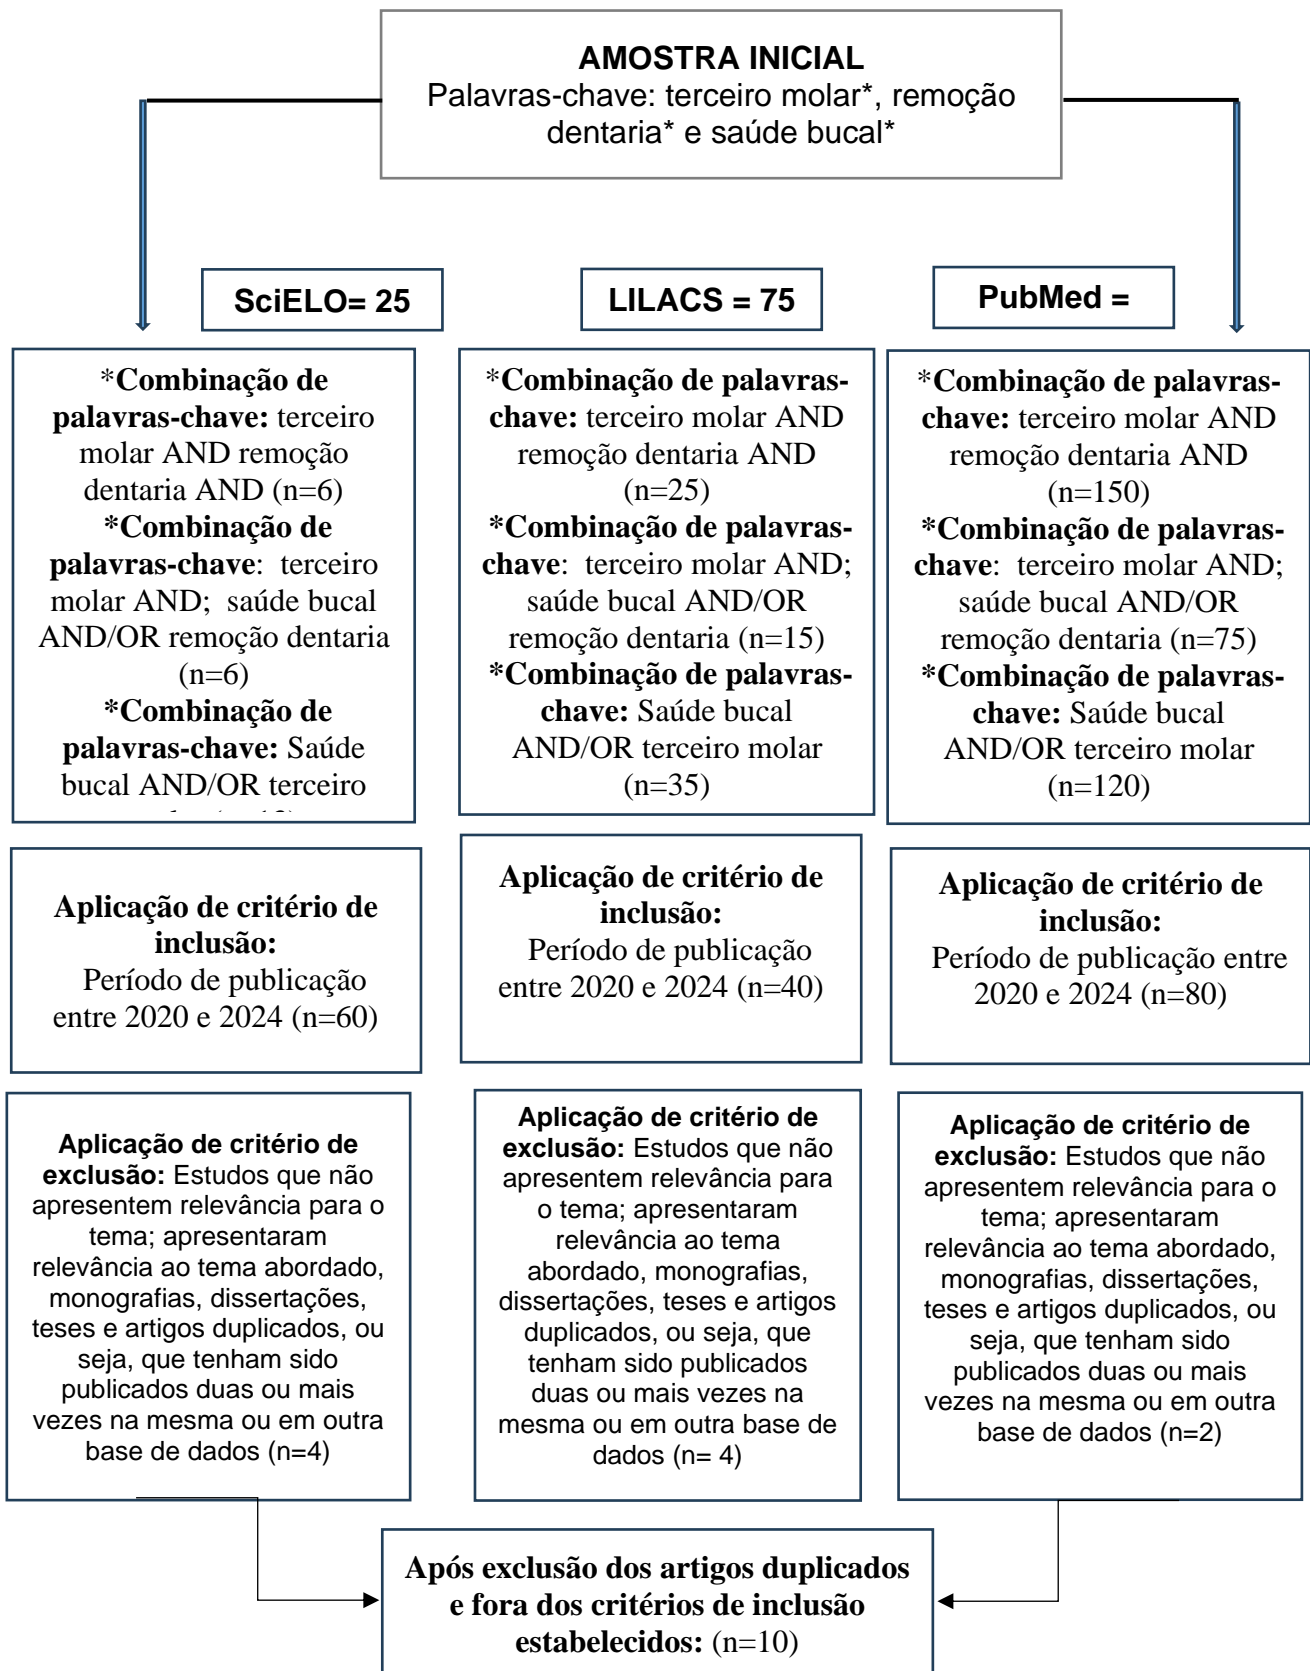 AMOSTRA INICIAL
Palavras-chave: terceiro molar*, remoção
dentaria* e saúde bucal*
SciELO= 25
LILACS = 75
PubMed =
*Combinação de
palavras-chave: terceiro
molar AND remoção
dentaria AND (n=6)
*Combinação de
palavras-chave:  terceiro
molar AND;  saúde bucal
AND/OR remoção dentaria
(n=6)
*Combinação de
palavras-chave: Saúde
bucal AND/OR terceiro
*Combinação de palavras-
chave: terceiro molar AND
remoção dentaria AND
(n=25)
*Combinação de palavras-
chave:  terceiro molar AND;
saúde bucal AND/OR
remoção dentaria (n=15)
*Combinação de palavras-
chave: Saúde bucal
AND/OR terceiro molar
(n=35)
*Combinação de palavras-
chave: terceiro molar AND
remoção dentaria AND
(n=150)
*Combinação de palavras-
chave:  terceiro molar AND;
saúde bucal AND/OR
remoção dentaria (n=75)
*Combinação de palavras-
chave: Saúde bucal
AND/OR terceiro molar
(n=120)
Aplicação de critério de
inclusão:
Período de publicação
entre 2020 e 2024 (n=60)
Aplicação de critério de
inclusão:
Período de publicação
entre 2020 e 2024 (n=40)
Aplicação de critério de
inclusão:
Período de publicação entre
2020 e 2024 (n=80)
Aplicação de critério de
exclusão: Estudos que não
apresentem relevância para o
tema; apresentaram
relevância ao tema abordado,
monografias, dissertações,
teses e artigos duplicados, ou
seja, que tenham sido
publicados duas ou mais
vezes na mesma ou em outra
base de dados (n=4)
Aplicação de critério de
exclusão: Estudos que não
apresentem relevância para
o tema; apresentaram
relevância ao tema
abordado, monografias,
dissertações, teses e artigos
duplicados, ou seja, que
tenham sido publicados
duas ou mais vezes na
mesma ou em outra base de
dados (n= 4)
Aplicação de critério de
exclusão: Estudos que não
apresentem relevância para o
tema; apresentaram
relevância ao tema abordado,
monografias, dissertações,
teses e artigos duplicados, ou
seja, que tenham sido
publicados duas ou mais
vezes na mesma ou em outra
base de dados (n=2)
Após exclusão dos artigos duplicados
e fora dos critérios de inclusão
estabelecidos: (n=10)